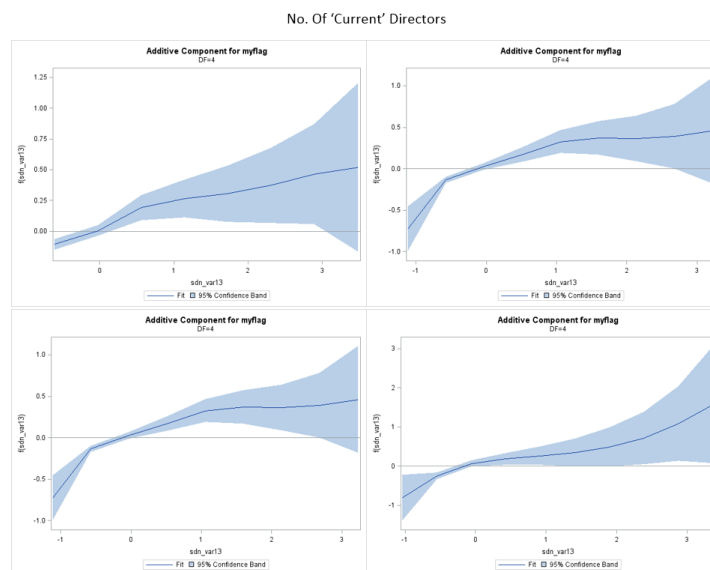 No. Of ‘Current’ Directors
Additive Component for myflag
DF=4
f(sdn_var13)
1.25
1.00
0.75
0.50
0.25
0.00
0
1
2
3
sdn_var13
Fit 95% Confidence Band
Additive Component for myflag
DF=4
f(sdn_var13)
1.0
0.5
0.0
-0.5
-1.0
-1
0
1
2
3
sdn_var13
Fit 95% Confidence Band
Additive Component for myflag
DF=4
f(sdn_var13)
1.0
0.5
0.0
-0.5
-1.0
-1
0
1
2
3
sdn_var13
Fit 95% Confidence Band
Additive Component for myflag
DF=4
f(sdn_var13)
3
2
1
0
-1
-1
0
1
2
3
sdn_var13
Fit 95% Confidence Band